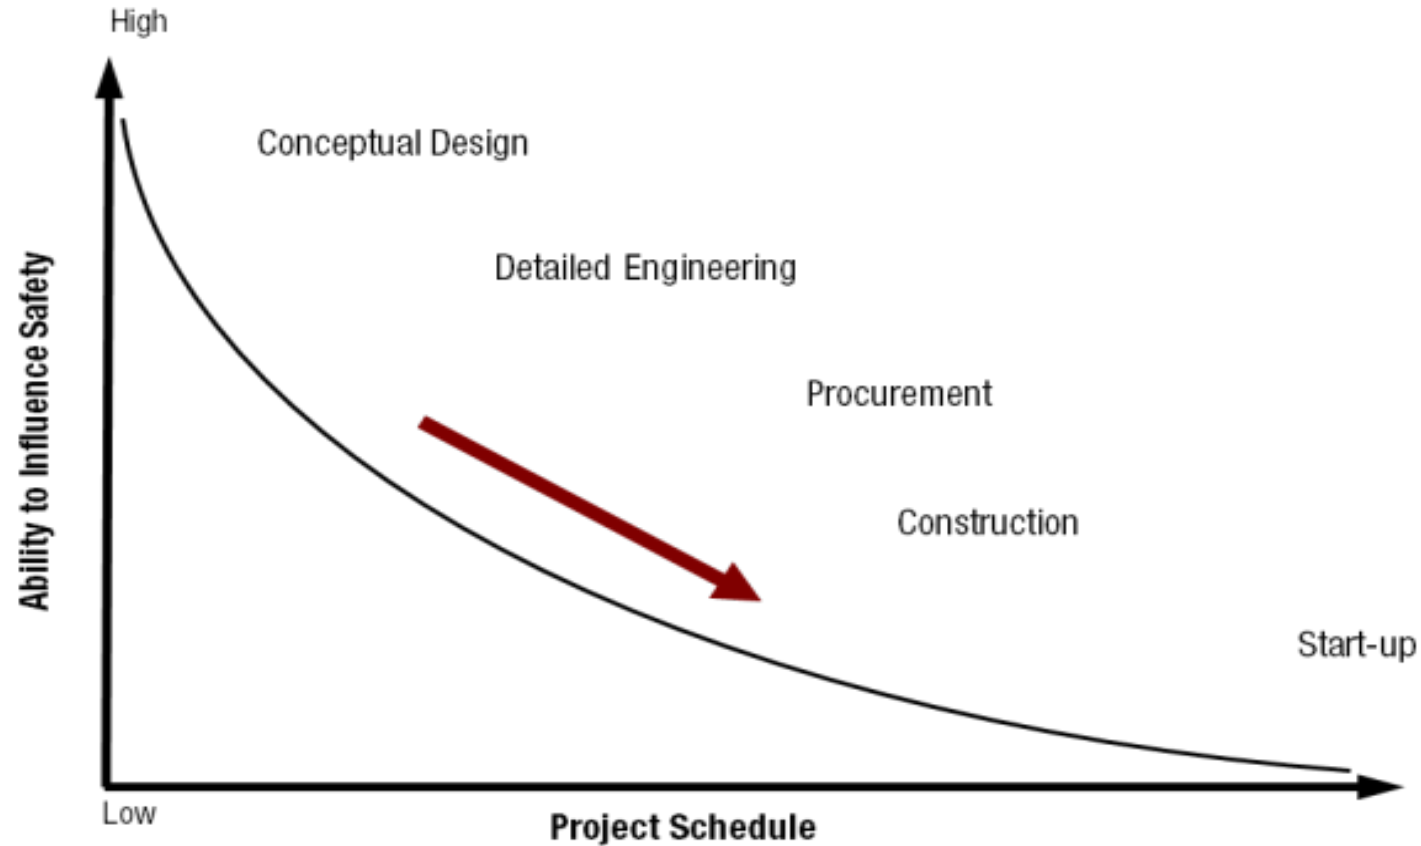 High
Conceptual Design
Detailed Engineering
Procurement
Construction
Start-up
Ability to Influence Safety
Low
Project Schedule